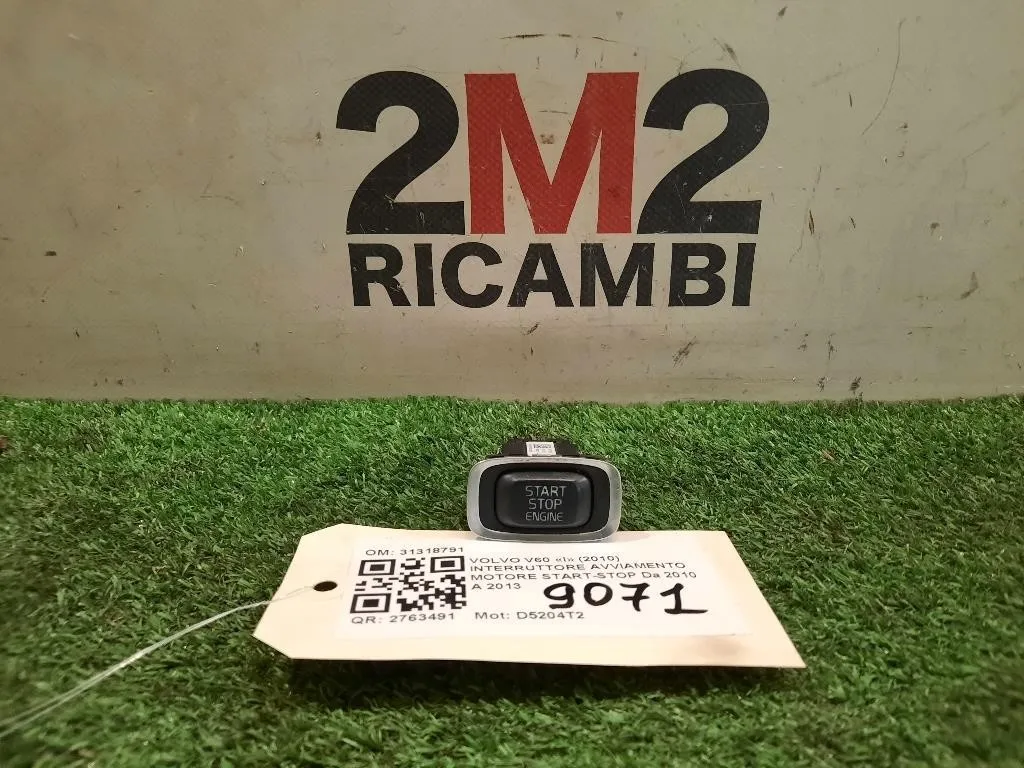 2M2
RICAMBI
START
STOP
ENGINE
OM: 31318791
VOLVO V60 «I» (2010)
INTERRUTTORE AVVIAMENTO
MOTORE START-STOP Da 2010
A 2013
9071
QR: 2763491 Mot: D5204T2